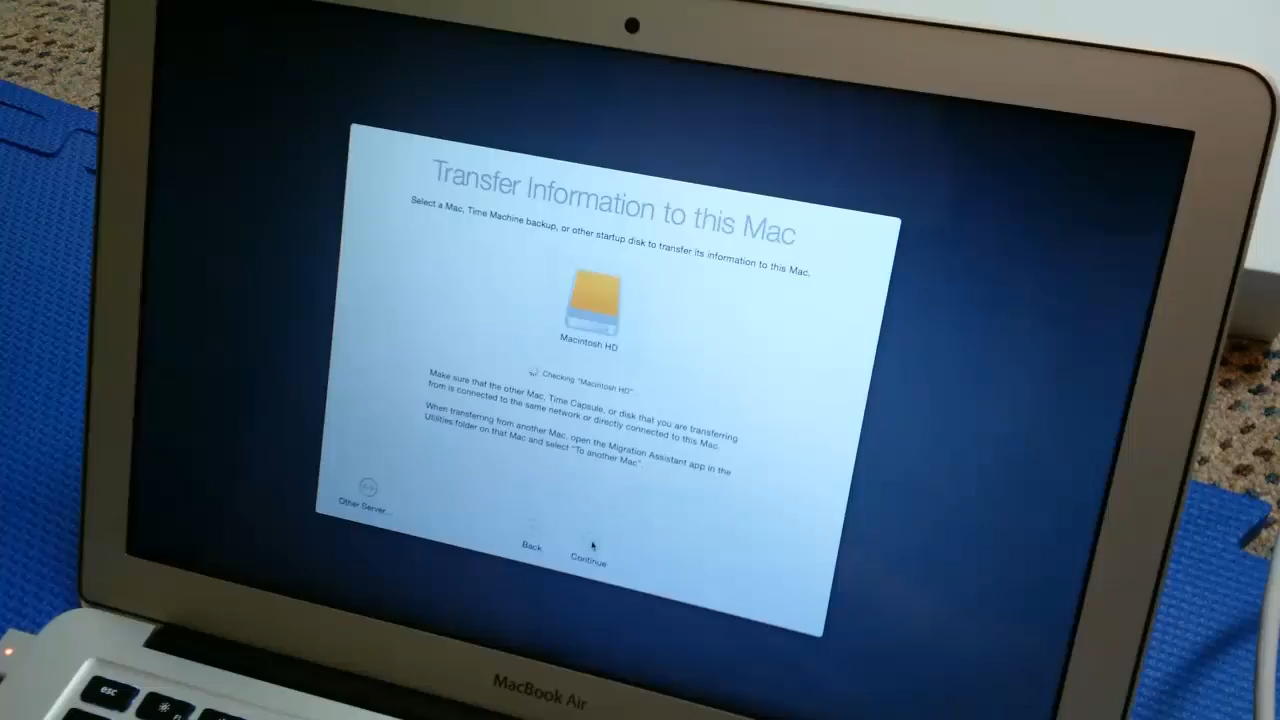 Transfer Information to this Mac
Select a Mac, Time Machine backup, or other startup disk to transfer its information to this Mac.
Macintosh HD
Checking "Macintosh HD"
Make sure that the other Mac, Time Capsule, or disk that you are transferring
from is connected to the same network or directly connected to this Mac.
When transferring from another Mac, open the Migration Assistant app in the
Utilities folder on that Mac and select "To another Mac".
Other Server...
Back
Continue
MacBook Air
esc